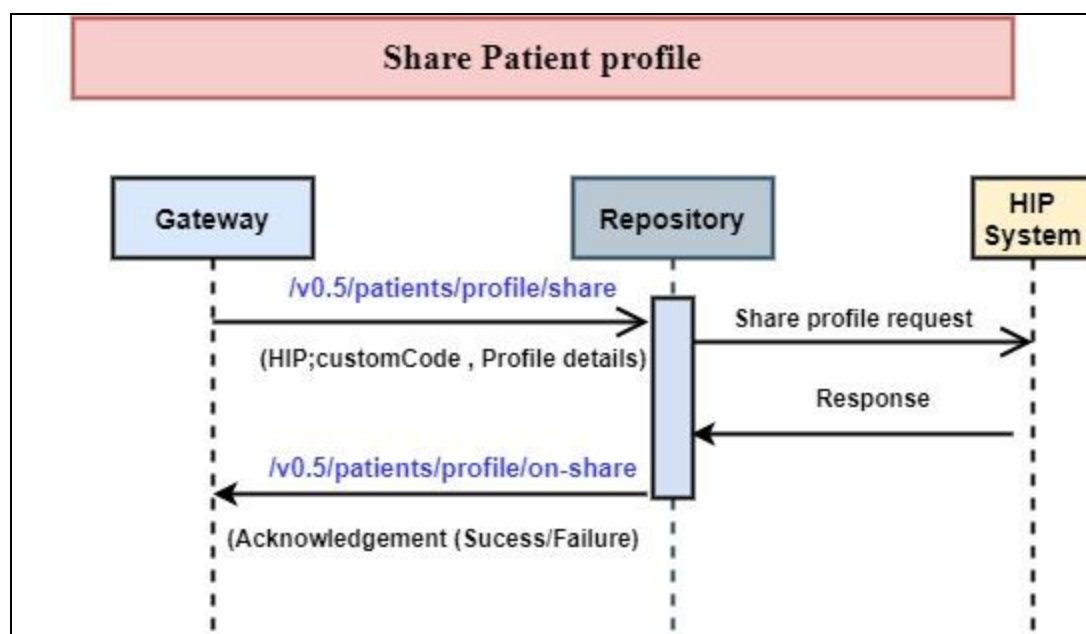 Share Patient profile
Gateway
Repository
HIP
System
/v0.5/patients/profile/share
(HIP;customCode , Profile details)
Share profile request
Response
/v0.5/patients/profile/on-share
(Acknowledgement (Sucess/Failure)